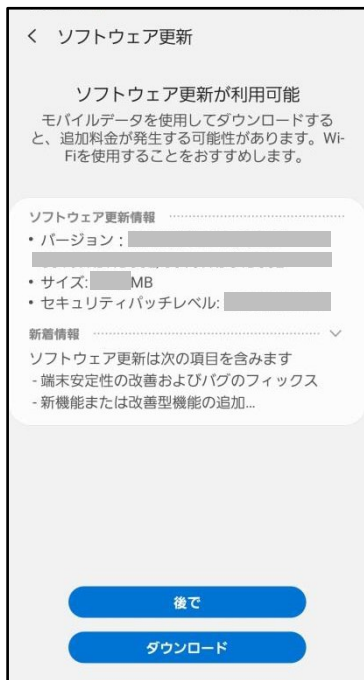 ソフトウェア更新
ソフトウェア更新が利用可能
モバイルデータを使用してダウンロードする
と、追加料金が発生する可能性があります。Wi-
Fiを使用することをおすすめします。
ソフトウェア更新情報
• バージョン :
• サイズ: MB
• セキュリティパッチレベル:
新着情報
ソフトウェア更新は次の項目を含みます
- 端末安定性の改善およびバグのフィックス
- 新機能または改善型機能の追加...
後で
ダウンロード